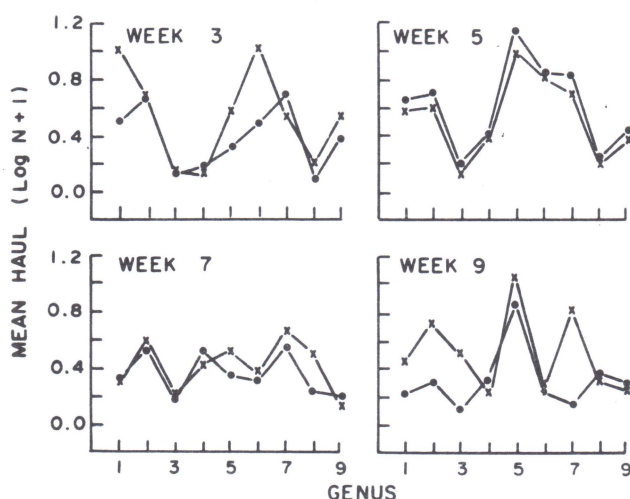 MEAN HAUL (Log N+1)
1.2
0.8
0.4
0.0
WEEK 3
WEEK 5
1.2
0.8
0.4
0.0
WEEK 7
WEEK 9
1 3 5 7 9
1 3 5 7 9
GENUS